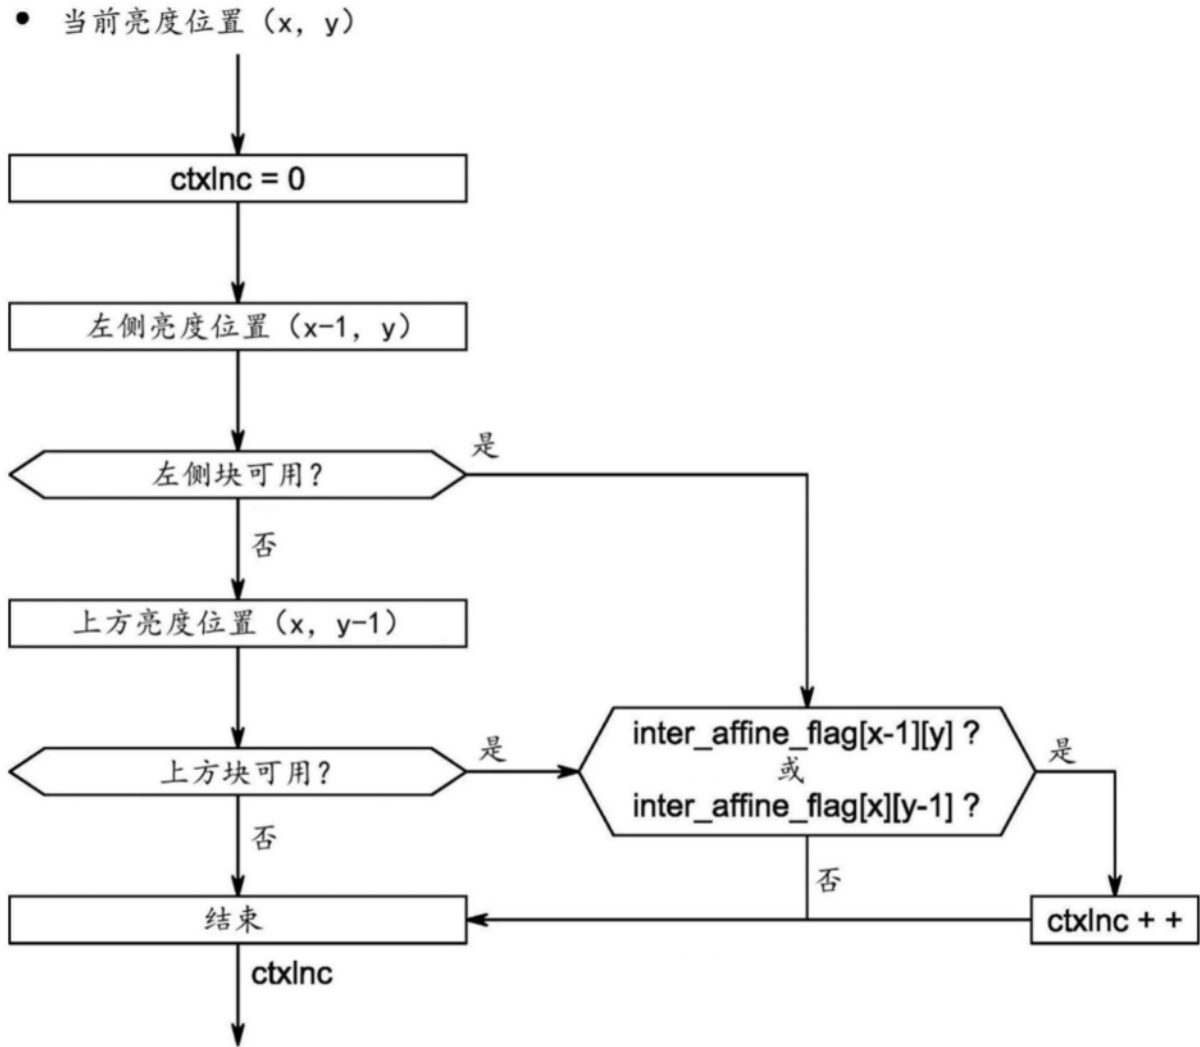 • 当前亮度位置（x, y）
ctxInc = 0
左侧亮度位置（x-1, y）
左侧块可用?
是
否
上方亮度位置（x, y-1）
上方块可用?
是
inter_affine_flag[x-1][y] ?
或
inter_affine_flag[x][y-1] ?
是
否
否
结束
ctxInc + +
ctxInc